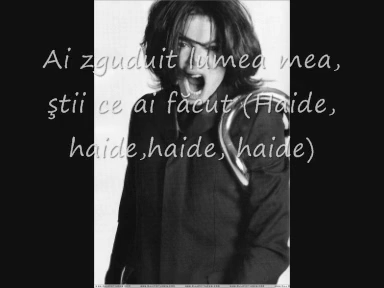 Ai zguduit lumea mea,
ştii ce ai făcut (Haide,
haide,haide, haide)